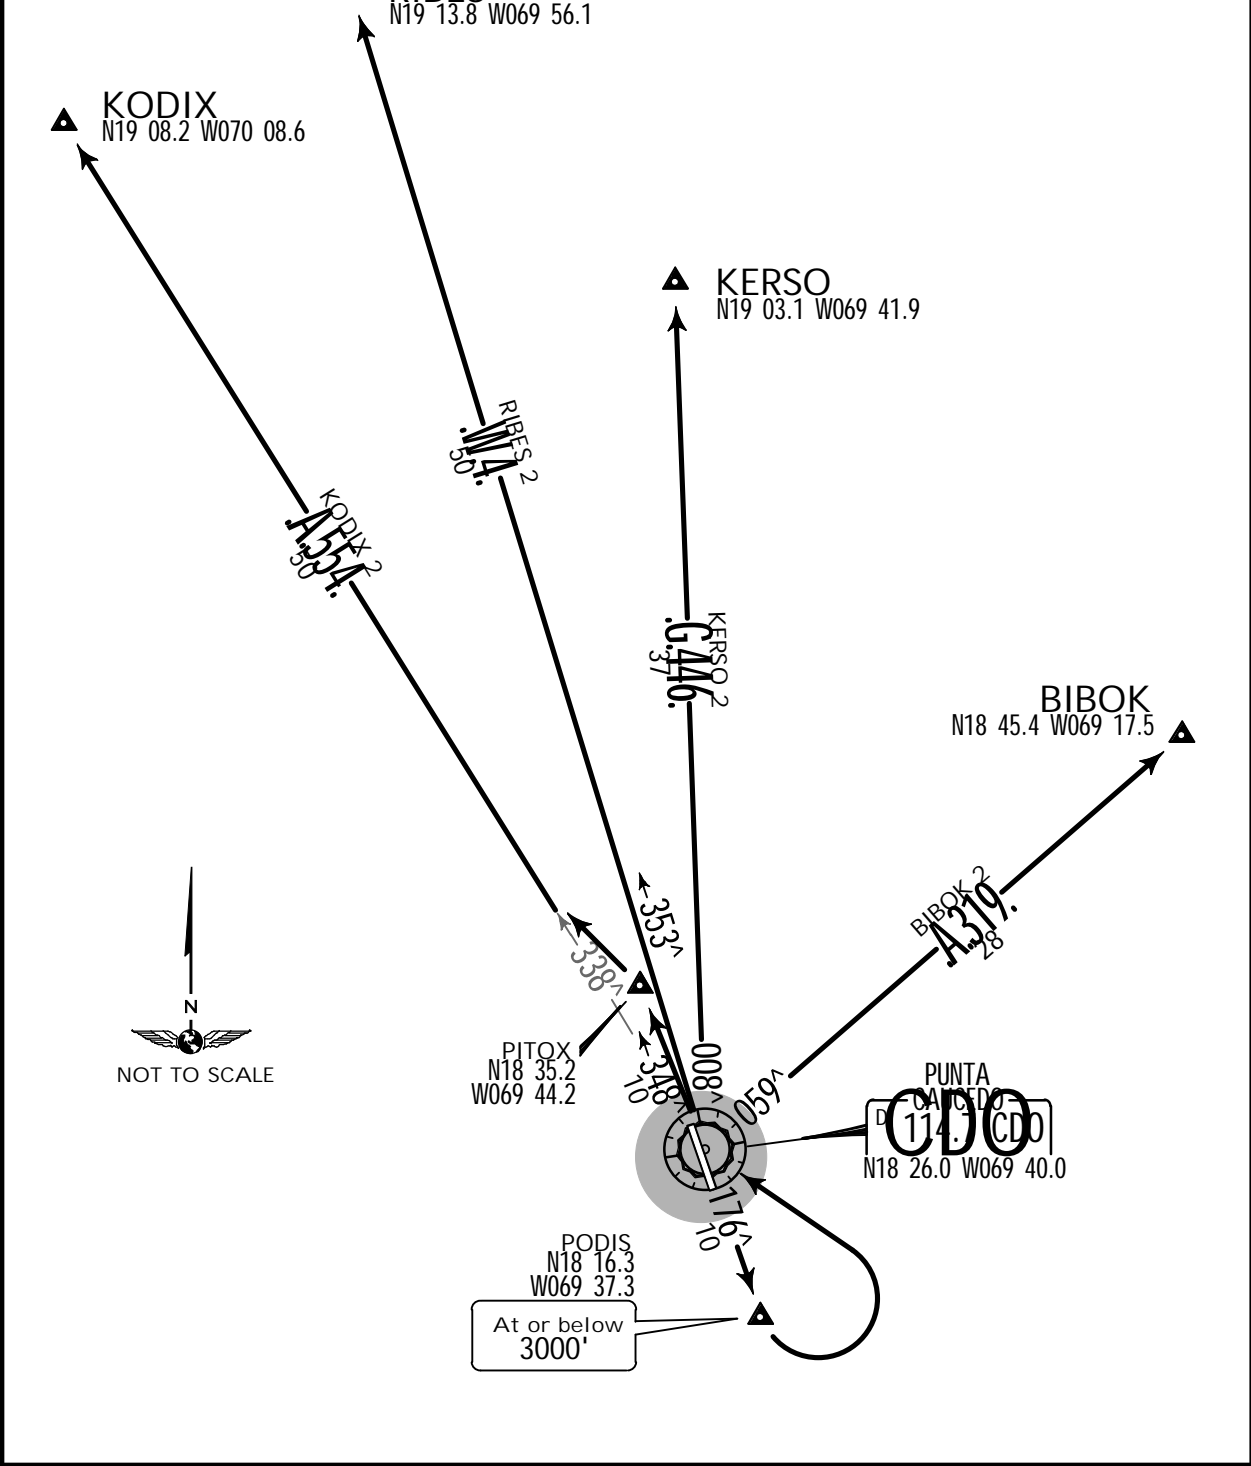 N19 13.8 W069 56.1
KODIX
N19 08.2 W070 08.6
KERSO
N19 03.1 W069 41.9
RIBES 2
.W4.
50
KODIX 2
.A554.
50
KERSO 2
.G446.
37
BIBOK
N18 45.4 W069 17.5
BIBOK 2
.A.319.
28
353^
338^
N
NOT TO SCALE
PITOX
N18 35.2
W069 44.2
348^
10
008^
059^
PUNTA
CAUCEDO
D 114.7 CDO
CDO
N18 26.0 W069 40.0
176^
10
PODIS
N18 16.3
W069 37.3
At or below
3000'